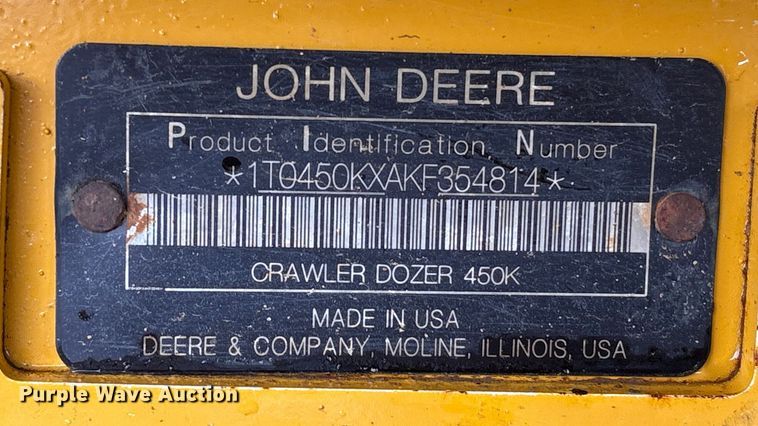 JOHN DEERE
Product Identification Number
*1T0450KXAKF354814*
CRAWLER DOZER 450K
MADE IN USA
DEERE & COMPANY, MOLINE, ILLINOIS, USA
Purple Wave Auction